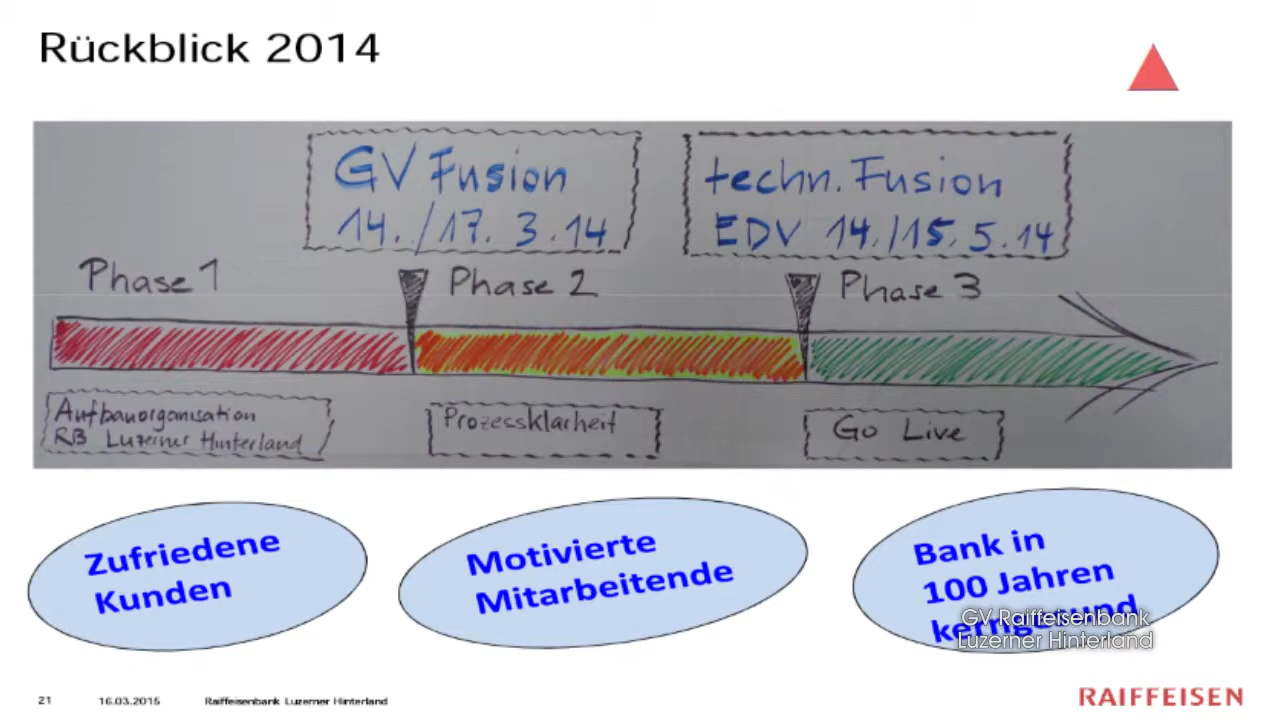 Rückblick 2014
GV Fusion
14./17. 3.14
techn. Fusion
EDV 14./15.5.14
Phase 1
Phase 2
Phase 3
Aufbauorganisation
RB Luzerner Hinterland
Prozessklarheit
Go Live
Zufriedene
Kunden
Motivierte
Mitarbeitende
Bank in
100 Jahren
kerngesund
GV Raiffeisenbank
Luzerner Hinterland
21 16.03.2015 Raiffeisenbank Luzerner Hinterland
RAIFFEISEN